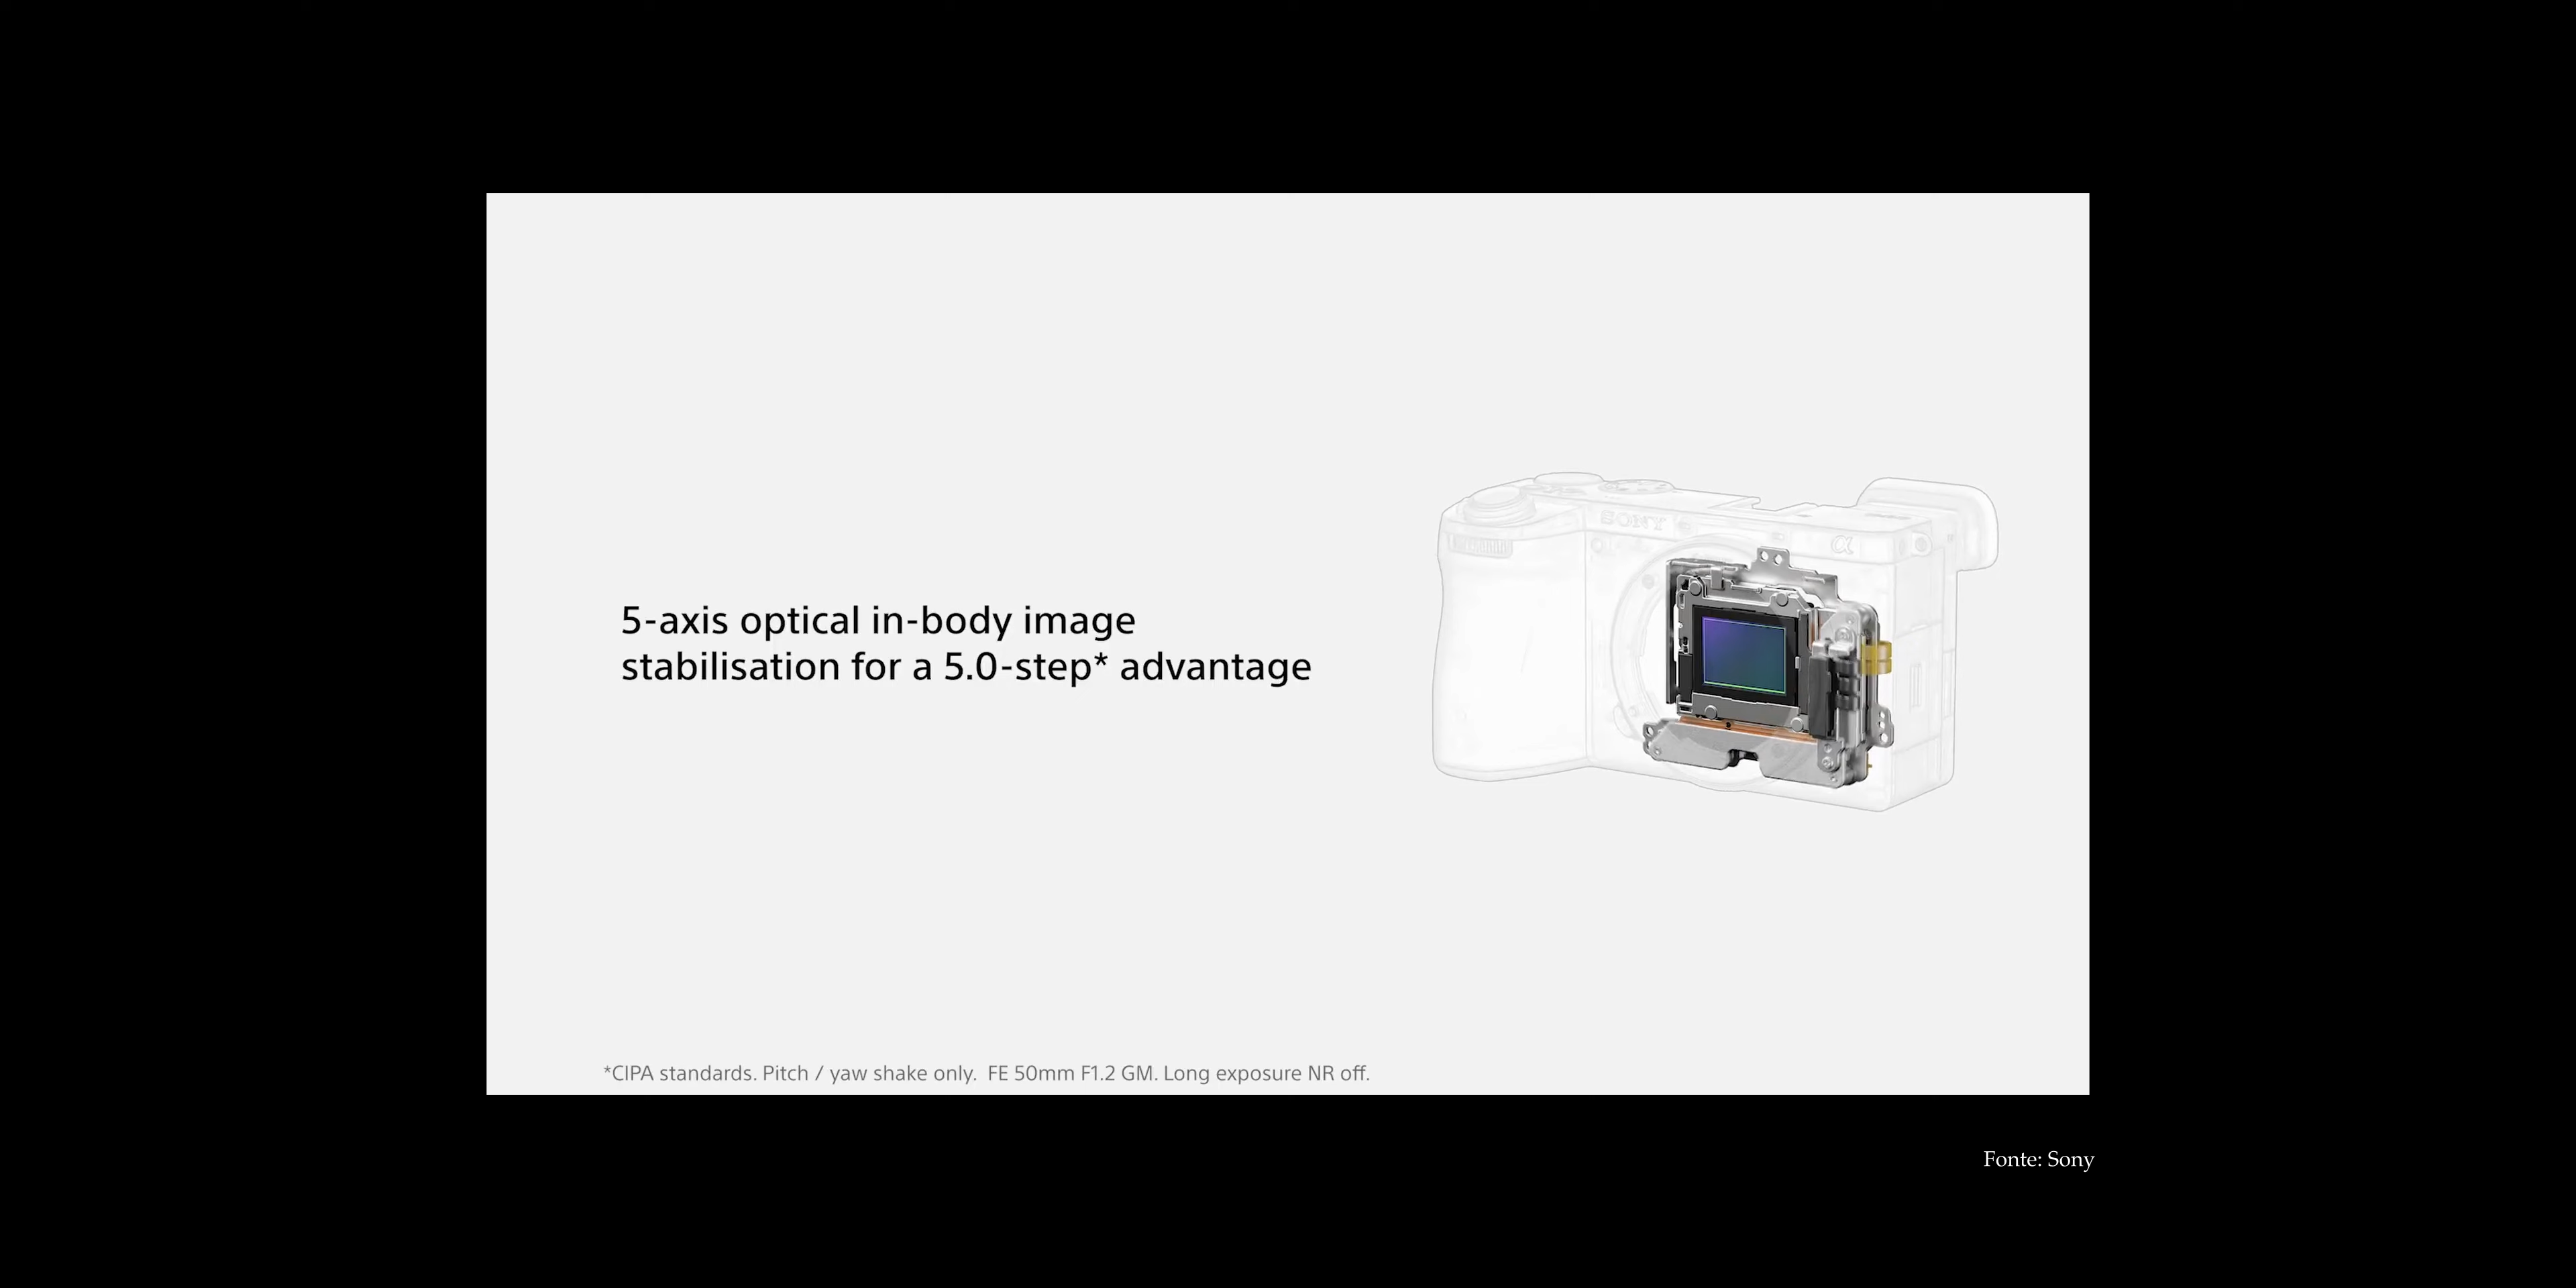 5-axis optical in-body image
stabilisation for a 5.0-step* advantage
SONY
α
*CIPA standards. Pitch / yaw shake only.  FE 50mm F1.2 GM. Long exposure NR off.
Fonte: Sony